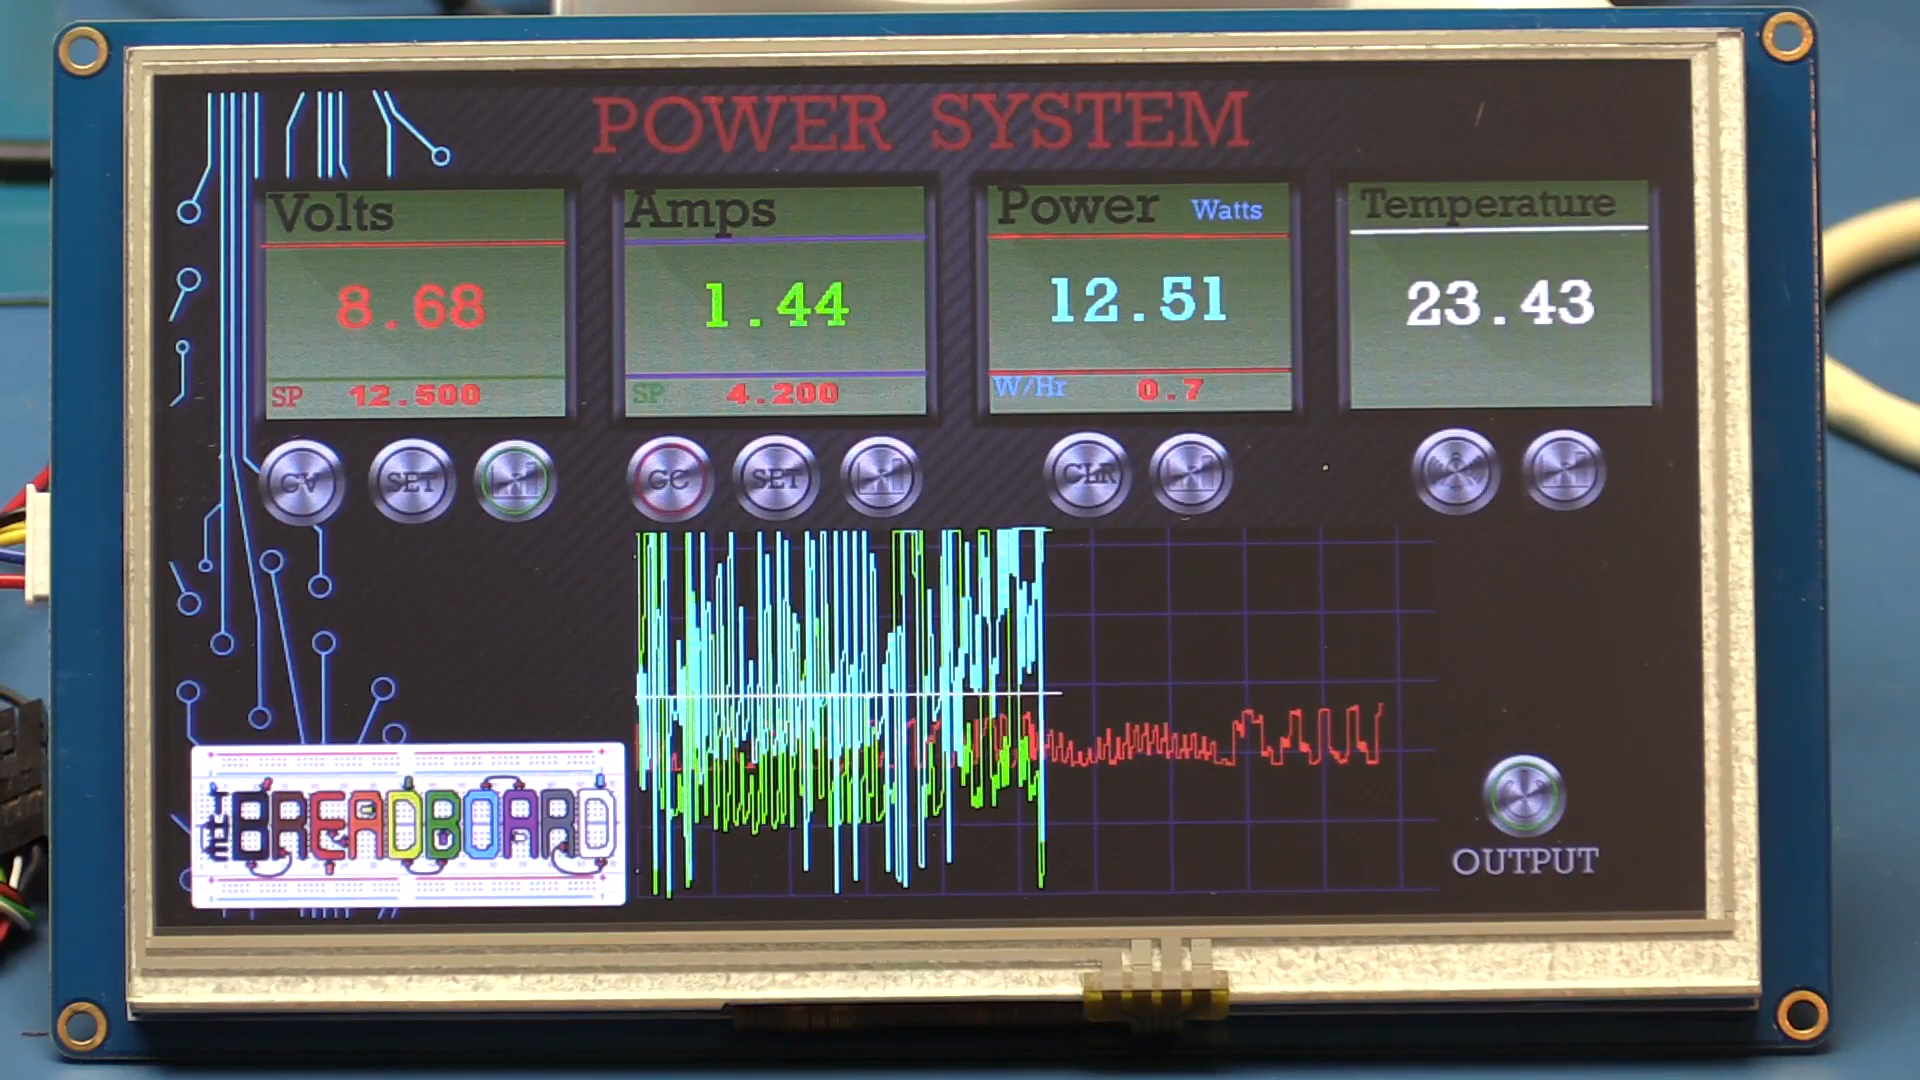 POWER SYSTEM
Volts
8.68
SP 12.500
Amps
1.44
SP 4.200
Power Watts
12.51
W/Hr 0.7
Temperature
23.43
CV
SET
CC
SET
CLR
THE BREADBOARD
OUTPUT